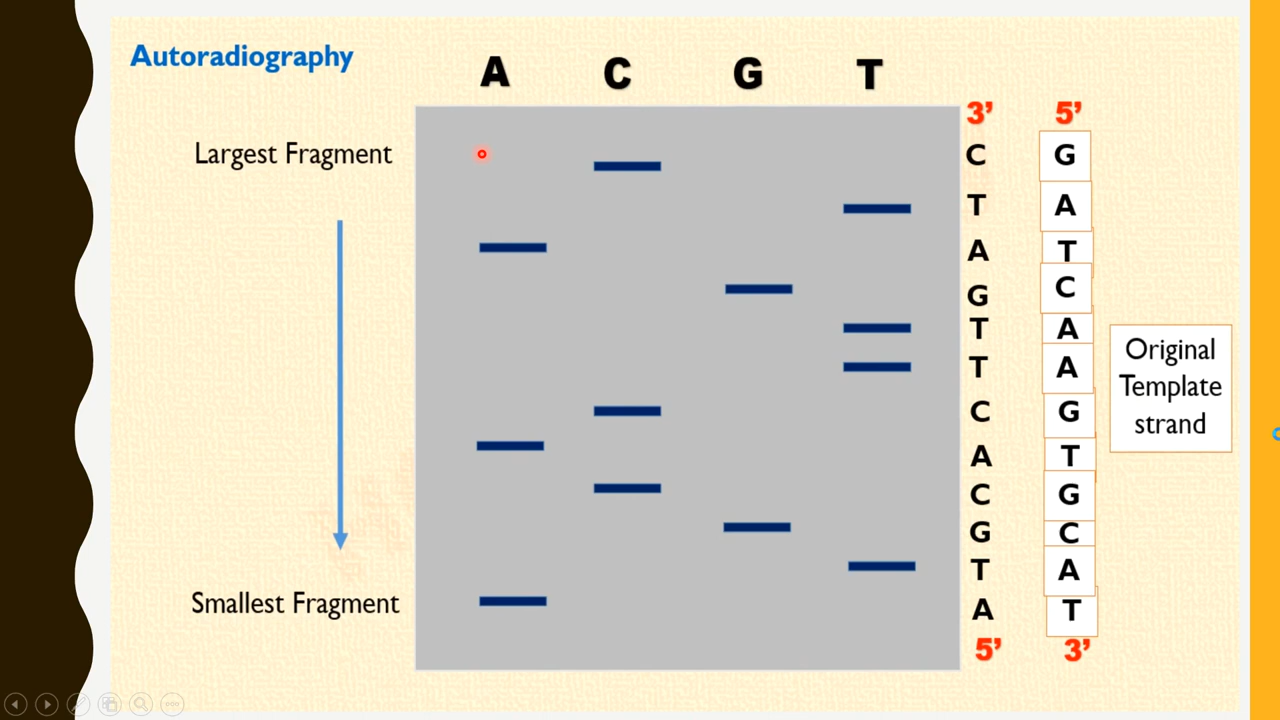 Autoradiography
A C G T
3’ 5’
Largest Fragment C G
T A
A T
G C
T A
T A
C G
A T
C G
G C
T A
Smallest Fragment A T
5’ 3’
Original
Template
strand